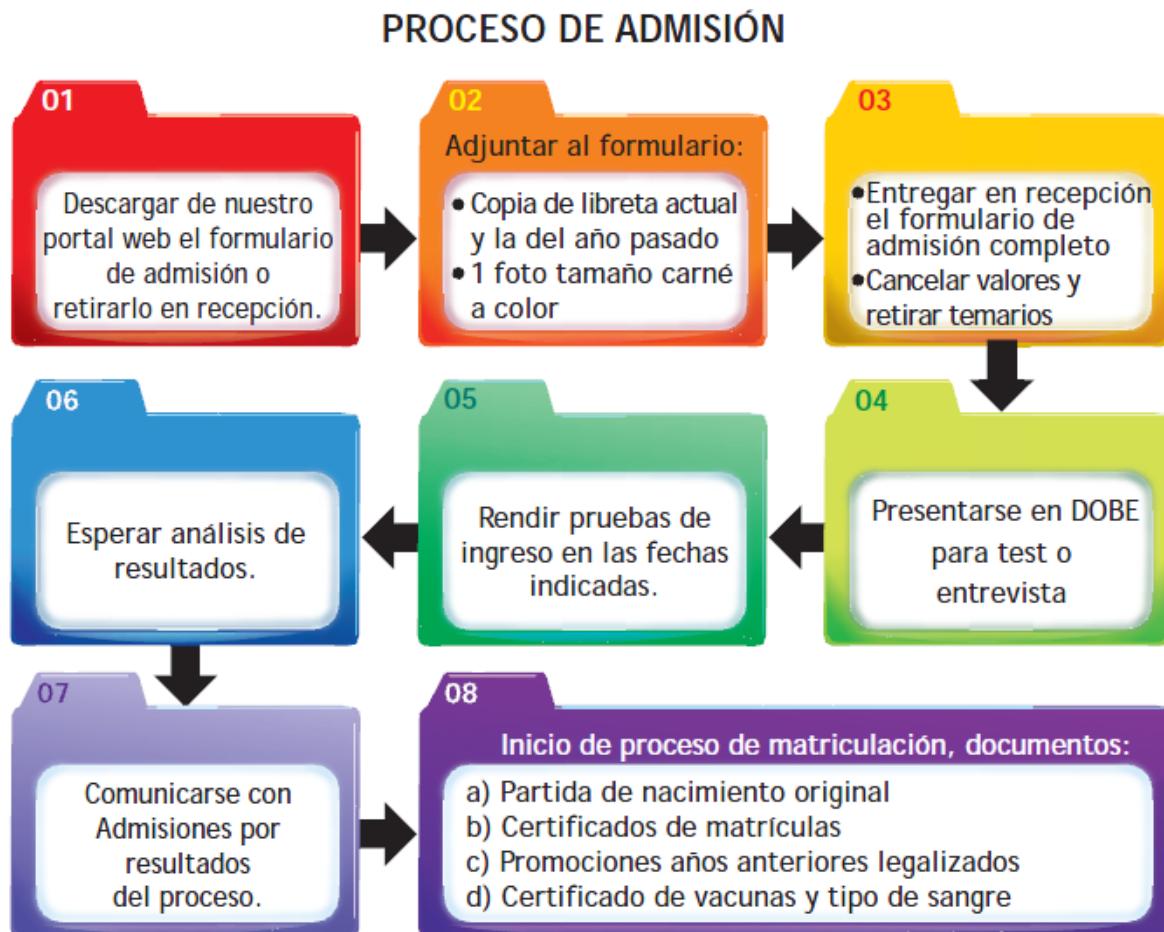 PROCESO DE ADMISIÓN
01
Descargar de nuestro
portal web el formulario
de admisión o
retirarlo en recepción.
02
Adjuntar al formulario:
• Copia de libreta actual
y la del año pasado
• 1 foto tamaño carné
a color
03
• Entregar en recepción
el formulario de
admisión completo
• Cancelar valores y
retirar temarios
04
Presentarse en DOBE
para test o
entrevista
05
Rendir pruebas de
ingreso en las fechas
indicadas.
06
Esperar análisis de
resultados.
07
Comunicarse con
Admisiones por
resultados
del proceso.
08
Inicio de proceso de matriculación, documentos:
a) Partida de nacimiento original
b) Certificados de matrículas
c) Promociones años anteriores legalizados
d) Certificado de vacunas y tipo de sangre